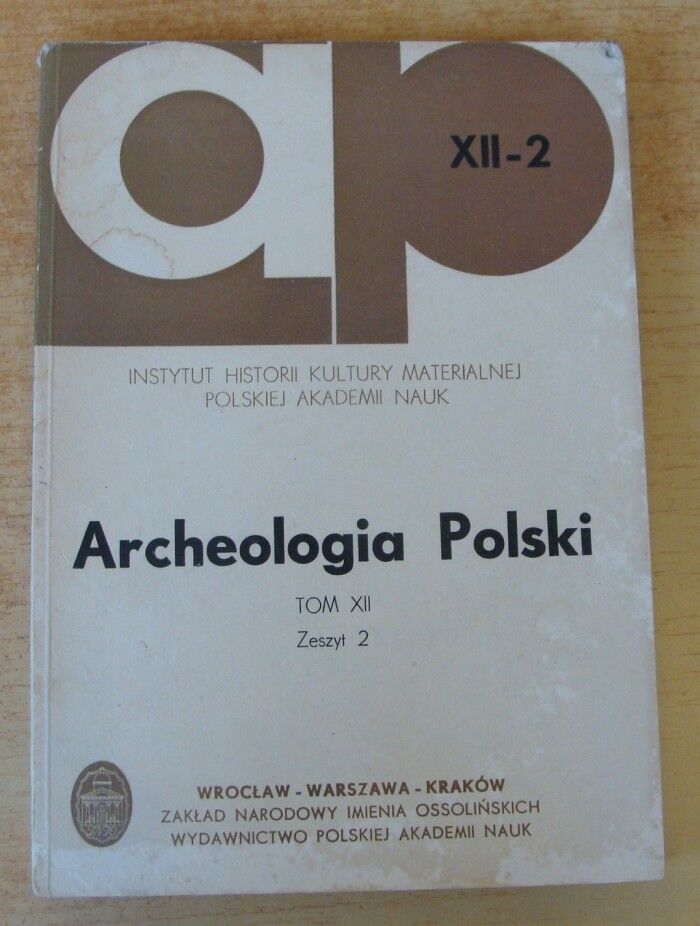 ap
XII-2
INSTYTUT HISTORII KULTURY MATERIALNEJ
POLSKIEJ AKADEMII NAUK
Archeologia Polski
TOM XII
Zeszyt 2
WROCŁAW - WARSZAWA - KRAKÓW
ZAKŁAD NARODOWY IMIENIA OSSOLIŃSKICH
WYDAWNICTWO POLSKIEJ AKADEMII NAUK